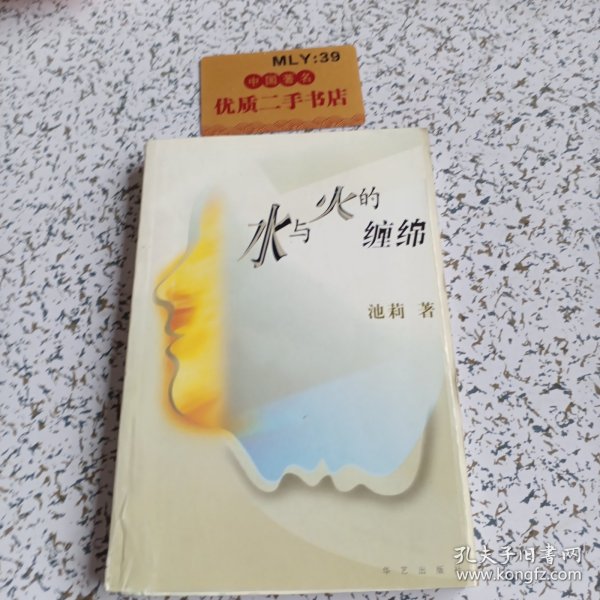 MLY:39
中国著名
优质二手书店
水与火的
缠绵
池莉 著
华艺出版
孔夫子旧书网
www.kongfz.com